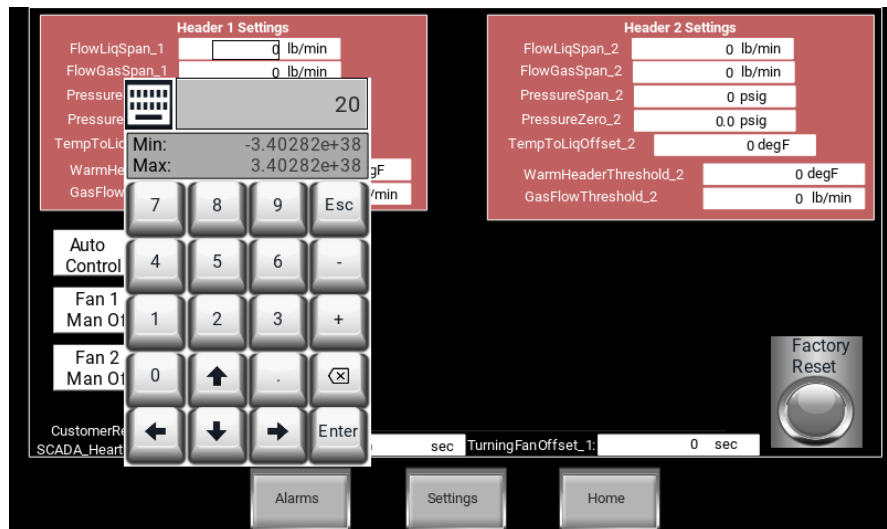 Header 1 Settings
FlowLiqSpan_1 0 lb/min
FlowGasSpan_1 0 lb/min
Pressure
Pressure
TempToLiq
WarmHe gF
GasFlow /min
20
Min: -3.40282e+38
Max: 3.40282e+38
7 8 9 Esc
4 5 6 -
1 2 3 +
0 .
Enter
Header 2 Settings
FlowLiqSpan_2 0 lb/min
FlowGasSpan_2 0 lb/min
PressureSpan_2 0 psig
PressureZero_2 0.0 psig
TempToLiqOffset_2 0 degF
WarmHeaderThreshold_2 0 degF
GasFlowThreshold_2 0 lb/min
Auto
Control
Fan 1
Man Of
Fan 2
Man Of
Factory
Reset
CustomerRe
SCADA_Heart sec TurningFanOffset_1: 0 sec
Alarms Settings Home